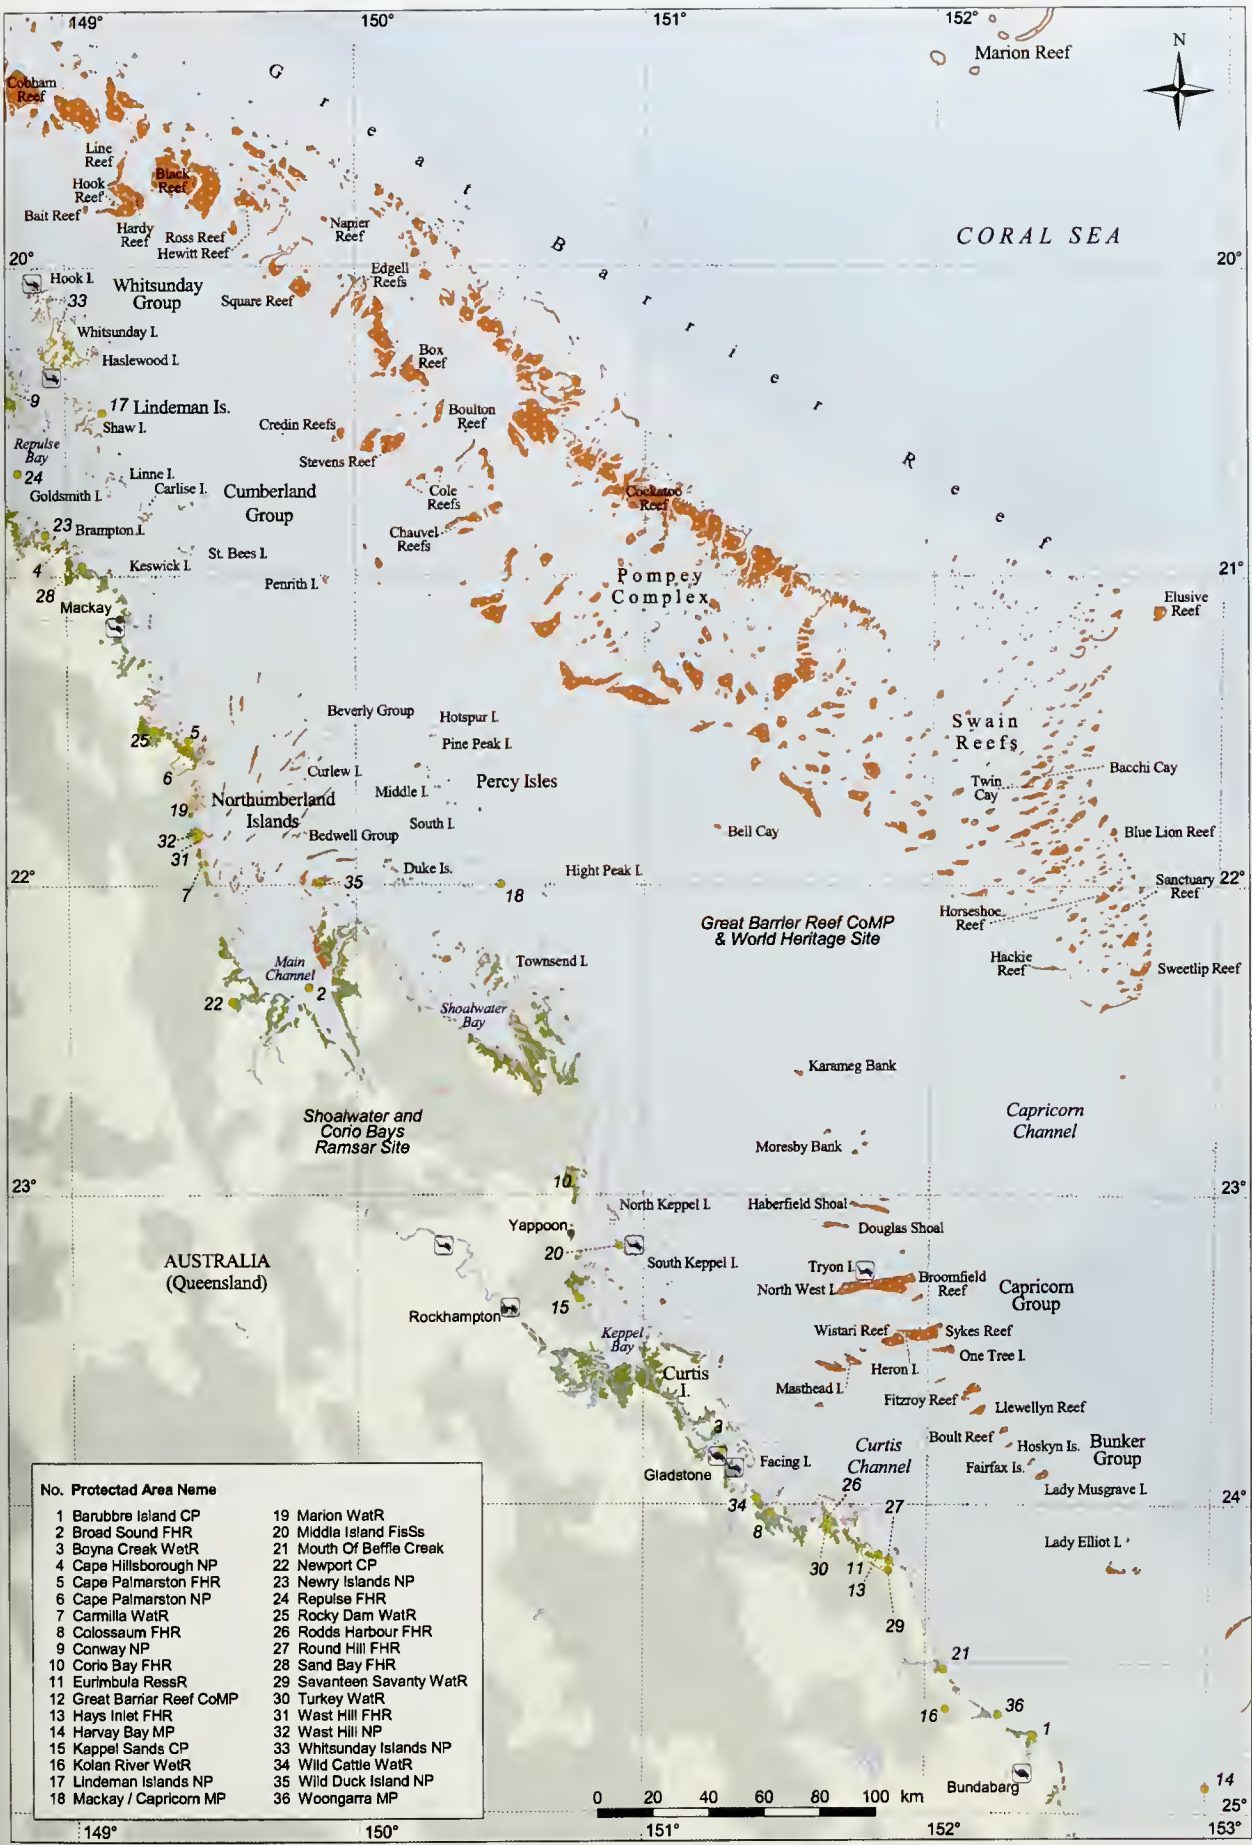 149°
150°
151°
152°
Marion Reef
N
Great Barrier Reef
CORAL SEA
Cobham
Reef
Line
Reef
Black
Reef
Hook
Reef
Bait Reef
Hardy
Reef
Ross Reef
Hewitt Reef
Napier
Reef
20°
20°
Hook I.
33
Whitsunday
Group
Edgell
Reefs
Square Reef
Whitsunday I.
Haslewood I.
Box
Reef
9
17 Lindeman Is.
Shaw I.
Credin Reefs
Boulton
Reef
Repulse
Bay
24
Stevens Reef
Linne I.
Goldsmith I.
Carlise I.
Cumberland
Group
Cole
Reefs
Cockatoo
Reef
23
Brampton I.
Chauvel
Reefs
St. Bees I.
Keswick I.
4
28
Penrith I.
Mackay
Pompey
Complex
21°
Elusive
Reef
Beverly Group
Hotspur I.
Pine Peak I.
25
5
6
Curlew I.
Middle I.
Percy Isles
Swain
Reefs
Bacchi Cay
Twin
Cay
19
Northumberland
Islands
South I.
Bell Cay
Blue Lion Reef
32
31
Bedwell Group
7
22°
35
Duke Is.
18
Hight Peak I.
Sanctuary
Reef
22°
Horseshoe
Reef
Great Barrier Reef CoMP
& World Heritage Site
Hackie
Reef
Sweetlip Reef
Main
Channel
2
22
Townsend I.
Shoalwater
Bay
Karameg Bank
Shoalwater and
Corio Bays
Ramsar Site
Capricorn
Channel
Moresby Bank
23°
10
23°
North Keppel I.
Haberfield Shoal
Yappoon
Douglas Shoal
20
AUSTRALIA
(Queensland)
South Keppel I.
Tryon I.
North West I.
Broomfield
Reef
Capricorn
Group
15
Rockhampton
Keppel
Bay
Wistari Reef
Sykes Reef
Heron I.
One Tree I.
Curtis
I.
Masthead I.
Fitzroy Reef
Llewellyn Reef
3
Boult Reef
Hoskyn Is.
Bunker
Group
Gladstone
Facing I.
Curtis
Channel
Fairfax Is.
Lady Musgrave I.
26
27
34
24°
8
30
11
13
Lady Elliot I.
29
21
16
36
1
Bundabarg
14
25°
No. Protected Area Neme
1 Barubbre Island CP
2 Broad Sound FHR
3 Boyna Creek WatR
4 Cape Hillsborough NP
5 Cape Palmarston FHR
6 Cape Palmarston NP
7 Carmilla WatR
8 Colossaum FHR
9 Conway NP
10 Corio Bay FHR
11 Eurimbula RessR
12 Great Barriar Reef CoMP
13 Hays Inlet FHR
14 Harvay Bay MP
15 Kappel Sands CP
16 Kolan River WetR
17 Lindeman Islands NP
18 Mackay / Capricorn MP
19 Marion WatR
20 Middla Island FisSs
21 Mouth Of Beffle Creak
22 Newport CP
23 Newry Islands NP
24 Repulse FHR
25 Rocky Dam WatR
26 Rodds Harbour FHR
27 Round Hill FHR
28 Sand Bay FHR
29 Savanteen Savanty WatR
30 Turkey WatR
31 Wast Hill FHR
32 Wast Hill NP
33 Whitsunday Islands NP
34 Wild Cattle WatR
35 Wild Duck Island NP
36 Woongarra MP
0 20 40 60 80 100 km
149°
150°
151°
152°
153°